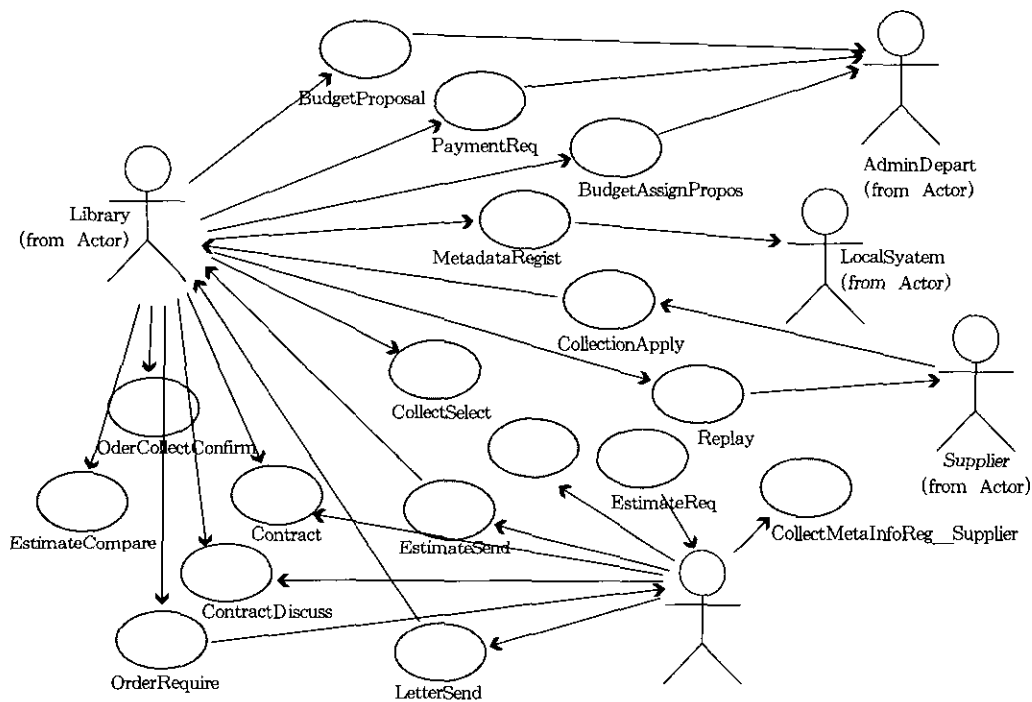 BudgetProposal
PaymentReq
BudgetAssignPropos
AdminDepart
(from Actor)
Library
(from Actor)
MetadataRegist
LocalSyatem
(from Actor)
CollectionApply
CollectSelect
Replay
OderCollectConfirm
Supplier
(from Actor)
EstimateReq
EstimateCompare
Contract
EstimateSend
CollectMetaInfoReg_Supplier
ContractDiscuss
OrderRequire
LetterSend